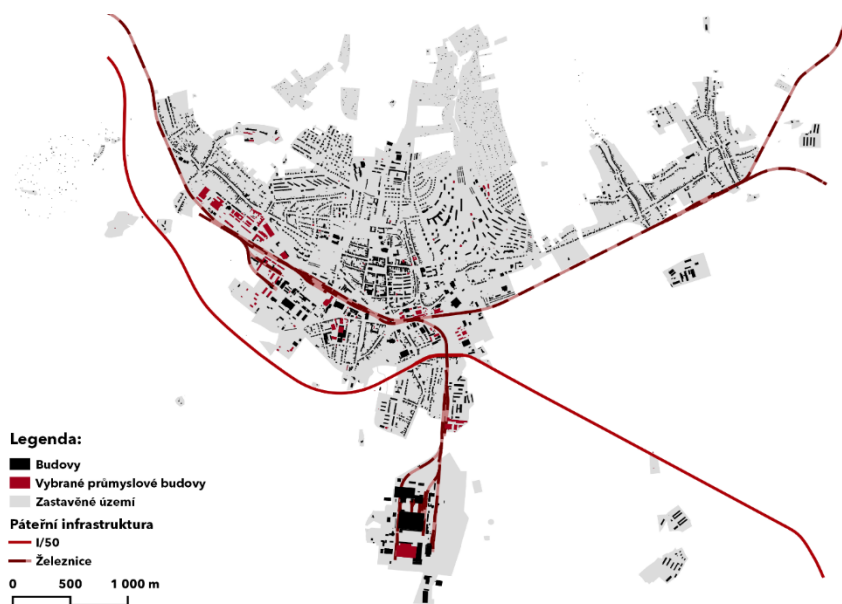 Legenda:
Budovy
Vybrané průmyslové budovy
Zastavěné území
Páteřní infrastruktura
I/50
Železnice
0 500 1 000 m